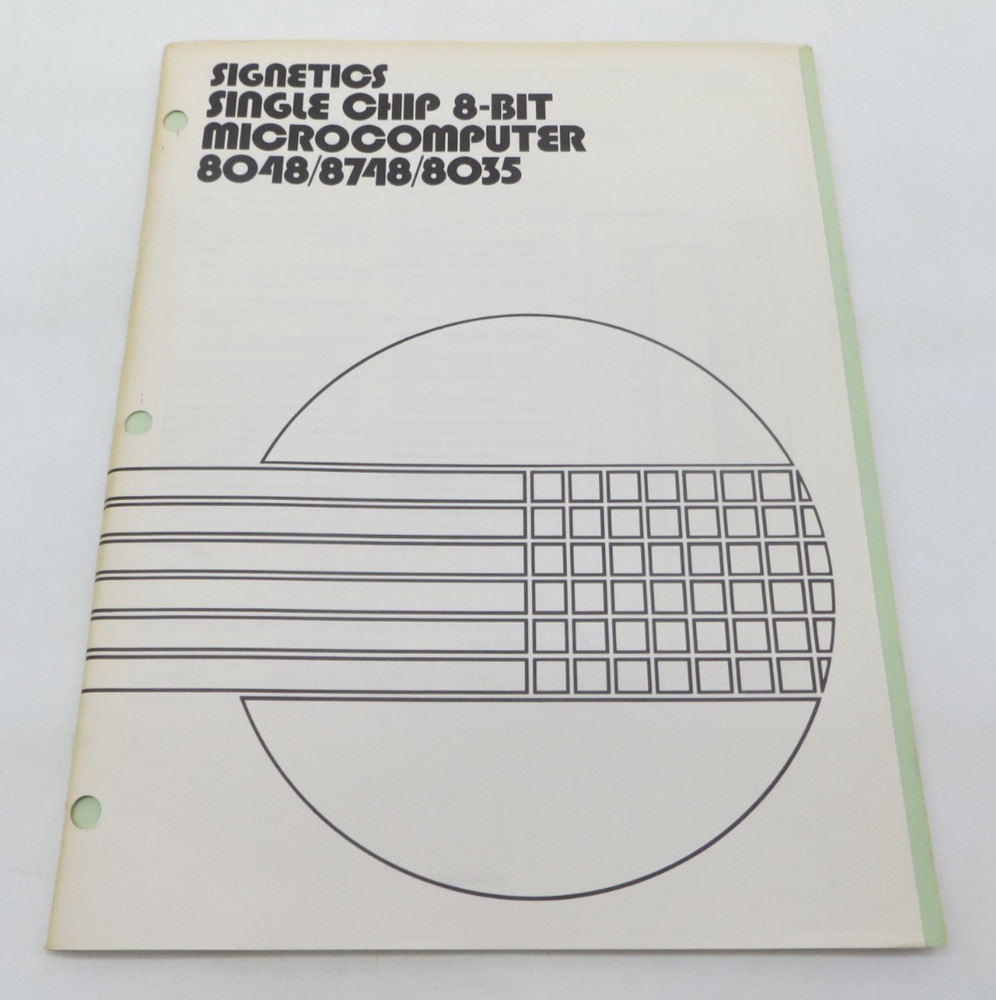 SIGNETICS
SINGLE CHIP 8-BIT
MICROCOMPUTER
8048/8748/8035